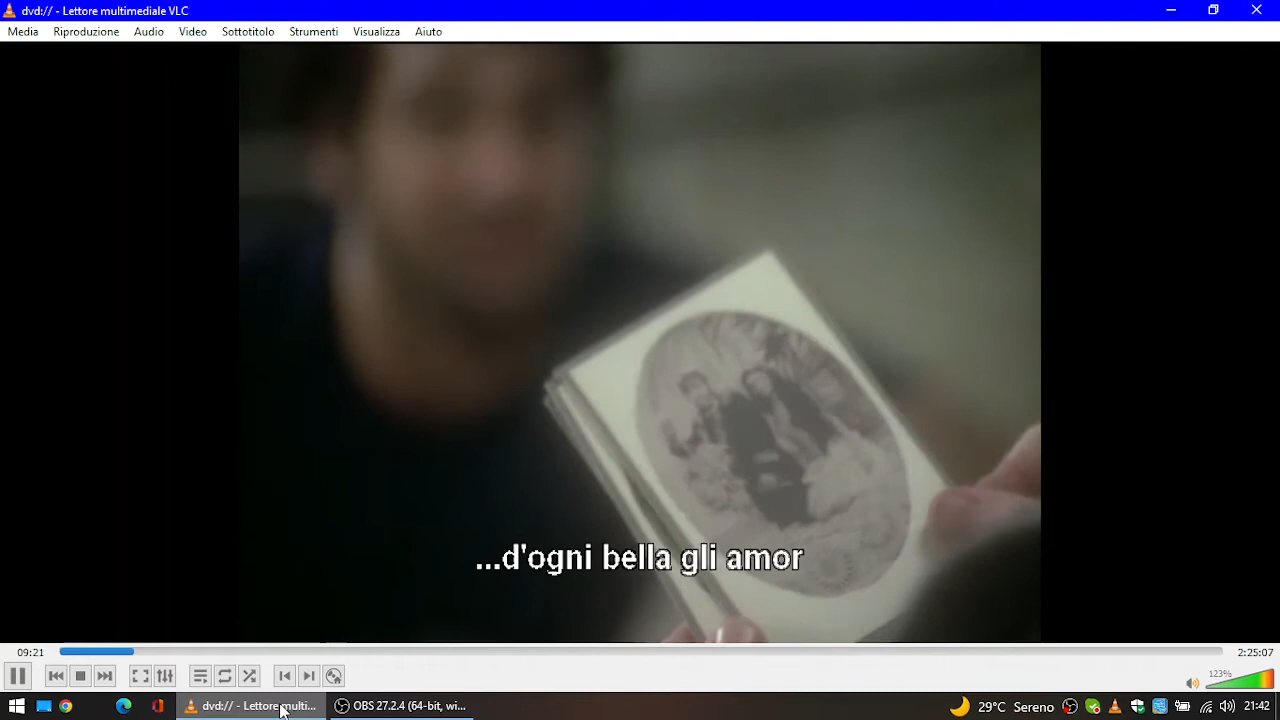 dvd:// - Lettore multimediale VLC
Media Riproduzione Audio Video Sottotitolo Strumenti Visualizza Aiuto
...d'ogni bella gli amor
09:21 2:25:07
123%
dvd:// - Lettore multi... OBS 27.2.4 (64-bit, wi... 29°C Sereno 21:42